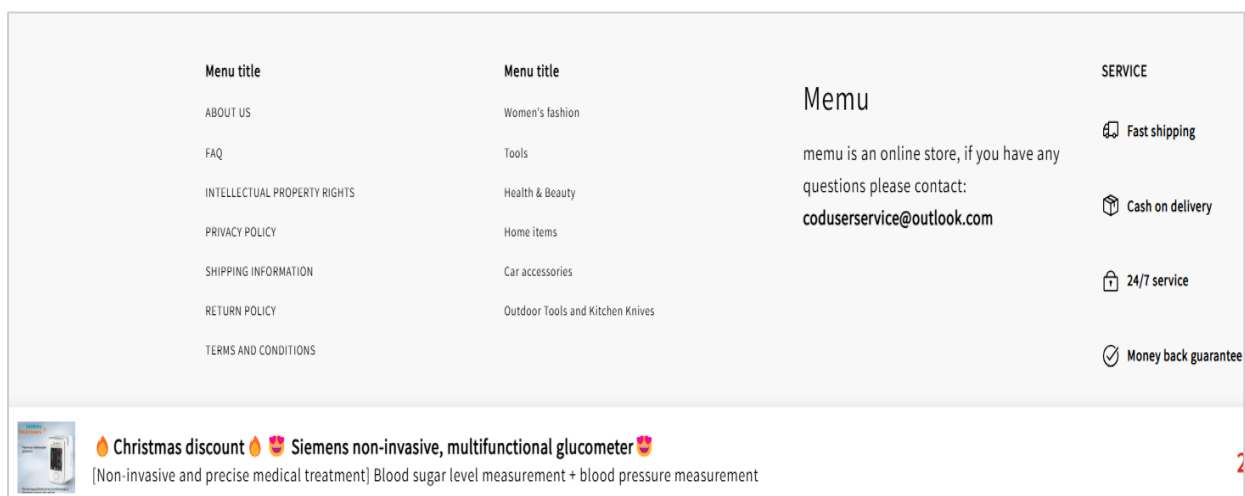 Menu title
ABOUT US
FAQ
INTELLECTUAL PROPERTY RIGHTS
PRIVACY POLICY
SHIPPING INFORMATION
RETURN POLICY
TERMS AND CONDITIONS
Menu title
Women's fashion
Tools
Health & Beauty
Home items
Car accessories
Outdoor Tools and Kitchen Knives
Memu
memu is an online store, if you have any
questions please contact:
coduserservice@outlook.com
SERVICE
Fast shipping
Cash on delivery
24/7 service
Money back guarantee
🔥 Christmas discount 🔥 😍 Siemens non-invasive, multifunctional glucometer 😍
[Non-invasive and precise medical treatment] Blood sugar level measurement + blood pressure measurement